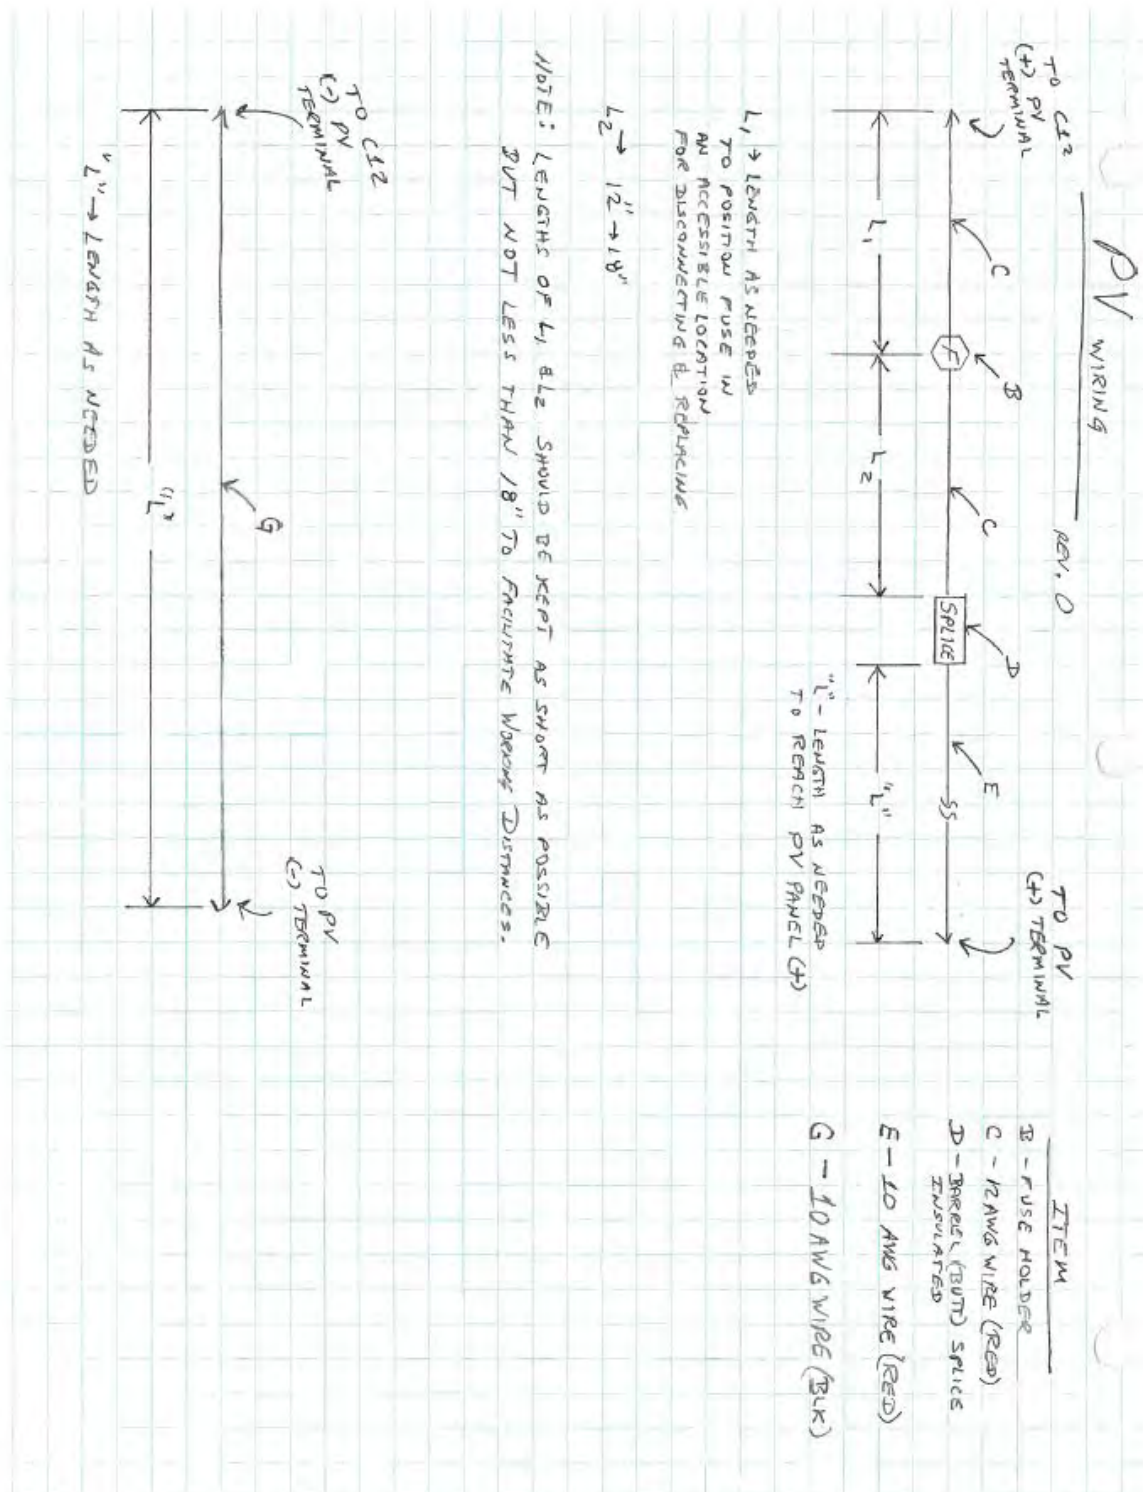 PV WIRING
REV. 0
TO C12
(+) PV
TERMINAL
C
B
C
D
E
TO PV
(+) TERMINAL
F
SPLICE
SS
L1
L2
"L"
"L" - LENGTH AS NEEDED
TO REACH PV PANEL (+)
L1 → LENGTH AS NEEDED
TO POSITION FUSE IN
AN ACCESSIBLE LOCATION
FOR DISCONNECTING & REPLACING
L2 → 12" → 18"
NOTE: LENGTHS OF L1 & L2 SHOULD BE KEPT AS SHORT AS POSSIBLE
BUT NOT LESS THAN 18" TO FACILITATE WORKING DISTANCES.
TO C12
(-) PV
TERMINAL
G
TO PV
(-) TERMINAL
"L"
"L" → LENGTH AS NEEDED
ITEM
B - FUSE HOLDER
C - 12 AWG WIRE (RED)
D - BARREL (BUTT) SPLICE
INSULATED
E - 10 AWG WIRE (RED)
G - 10 AWG WIRE (BLK)